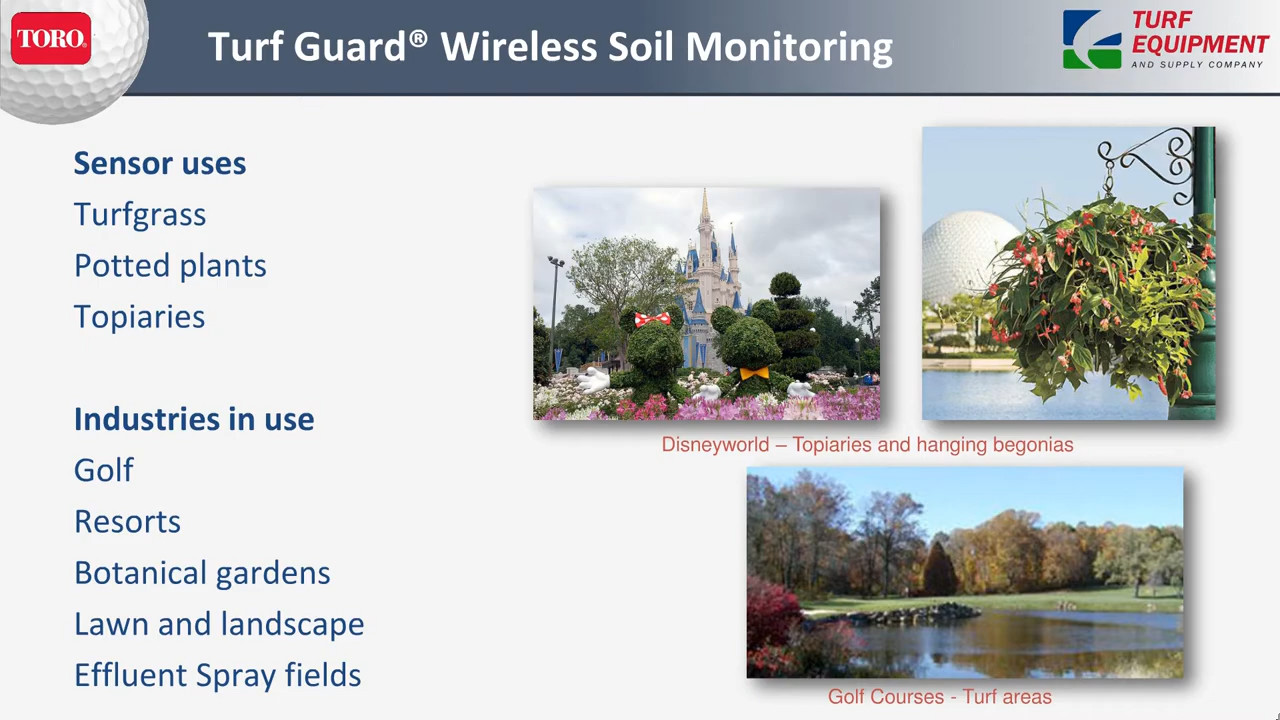 TORO
Turf Guard® Wireless Soil Monitoring
TURF
EQUIPMENT
AND SUPPLY COMPANY
Sensor uses
Turfgrass
Potted plants
Topiaries
Industries in use
Golf
Resorts
Botanical gardens
Lawn and landscape
Effluent Spray fields
Disneyworld – Topiaries and hanging begonias
Golf Courses - Turf areas